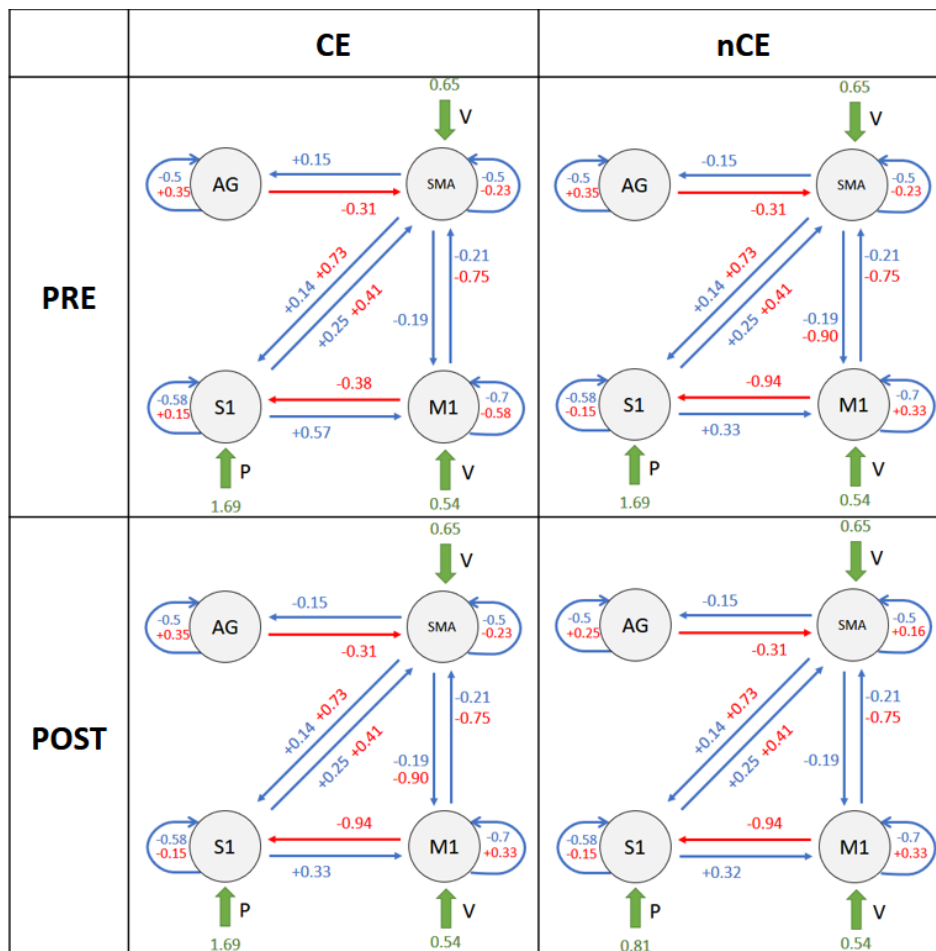 CE
nCE
PRE
0.65
V
AG
SMA
-0.5
+0.35
+0.15
-0.31
-0.5
-0.23
+0.14 +0.73
+0.25 +0.41
-0.19
-0.21
-0.75
S1
M1
-0.58
+0.15
-0.38
+0.57
-0.7
-0.58
P
V
1.69
0.54
0.65
V
AG
SMA
-0.5
+0.35
-0.15
-0.31
-0.5
-0.23
+0.14 +0.73
+0.25 +0.41
-0.19
-0.90
-0.21
-0.75
S1
M1
-0.58
-0.15
-0.94
+0.33
-0.7
+0.33
P
V
1.69
0.54
POST
0.65
V
AG
SMA
-0.5
+0.35
-0.15
-0.31
-0.5
-0.23
+0.14 +0.73
+0.25 +0.41
-0.19
-0.90
-0.21
-0.75
S1
M1
-0.58
-0.15
-0.94
+0.33
-0.7
+0.33
P
V
1.69
0.54
0.65
V
AG
SMA
-0.5
+0.25
-0.15
-0.31
-0.5
+0.16
+0.14 +0.73
+0.25 +0.41
-0.19
-0.21
-0.75
S1
M1
-0.58
-0.15
-0.94
+0.32
-0.7
+0.33
P
V
0.81
0.54